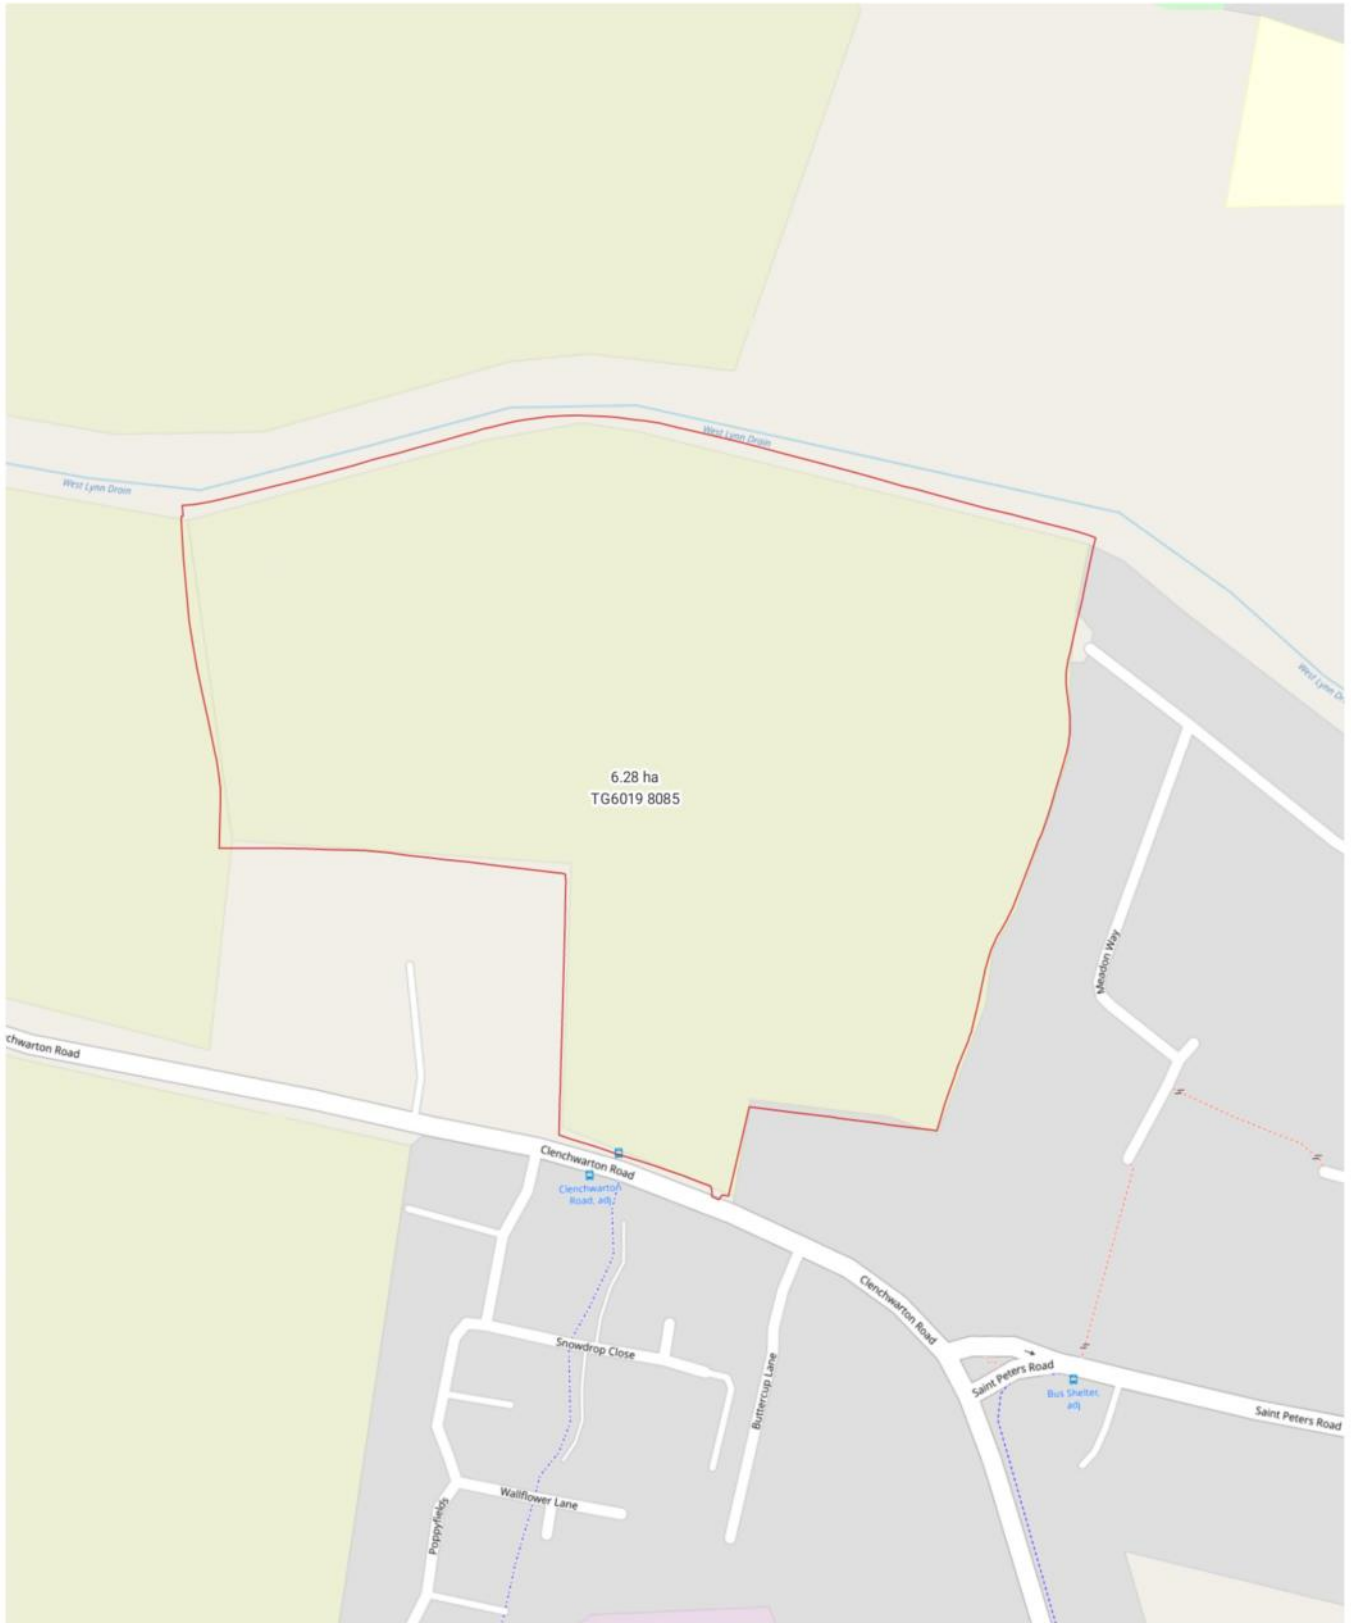 West Lynn Drain
West Lynn Drain
West Lynn Dr
6.28 ha
TG6019 8085
Meadon Way
chwarton Road
Clenchwarton Road
Clenchwarton
Road, adj
Clenchwarton Road
Snowdrop Close
Buttercup Lane
Saint Peters Road
Bus Shelter,
adj
Saint Peters Road
Wallflower Lane
Poppyfields